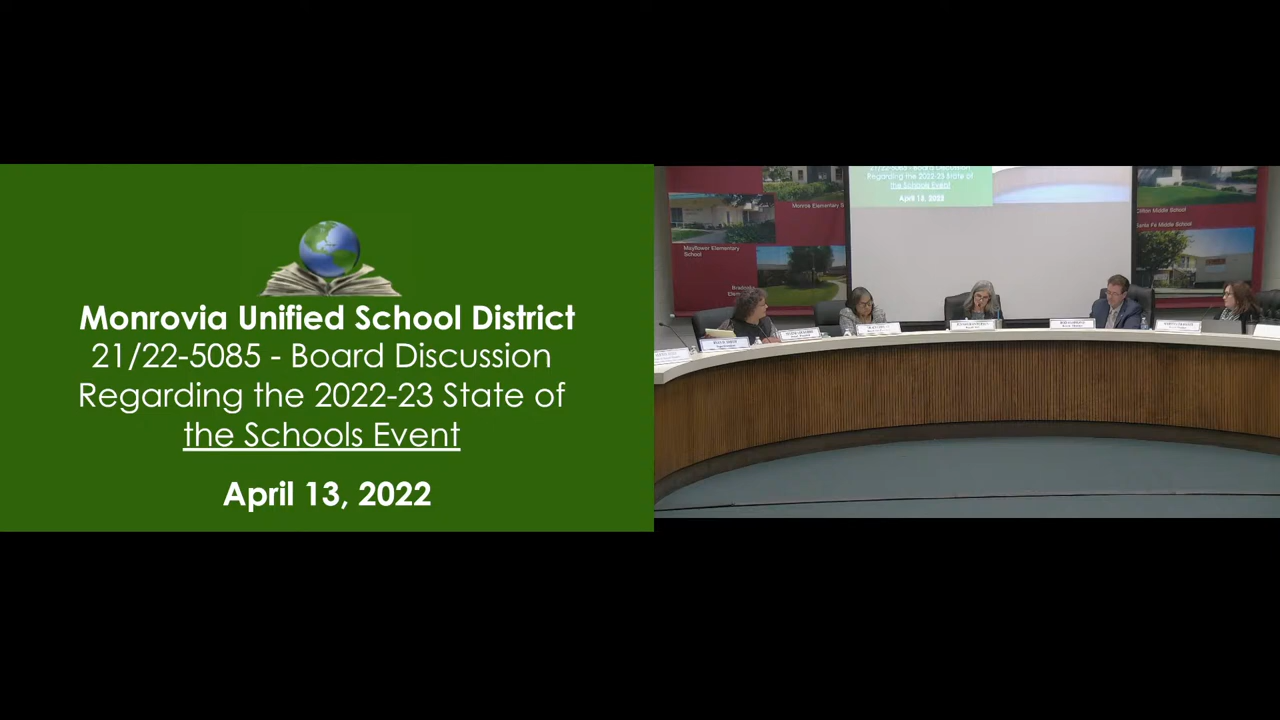 Monrovia Unified School District
21/22-5085 - Board Discussion
Regarding the 2022-23 State of
the Schools Event
April 13, 2022
Regarding the 2022-23 State of
the Schools Event
April 13, 2022
Monroe Elementary S
Mayflower Elementary
School
Clifton Middle School
Santa Fe Middle School